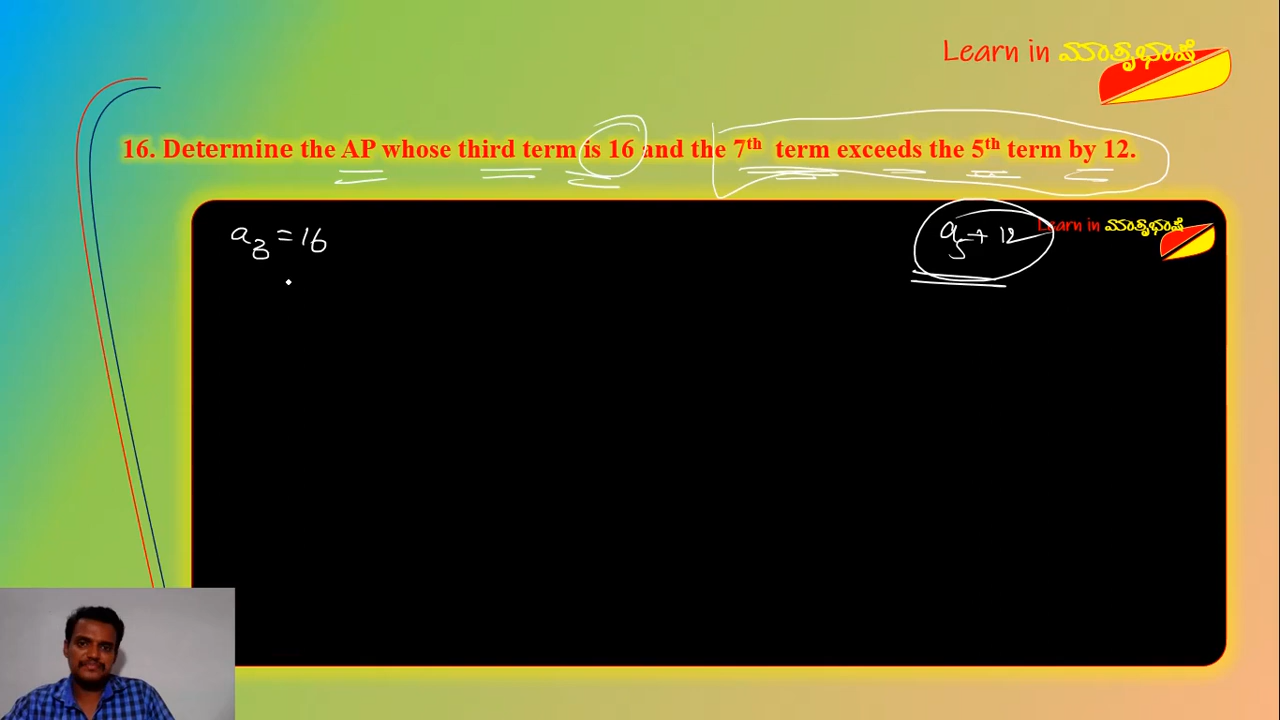 Learn in ಮಾತೃಭಾಷೆ
16. Determine the AP whose third term is 16 and the 7th term exceeds the 5th term by 12.
a₃ = 16
a₅ + 12
Learn in ಮಾತೃಭಾಷೆ